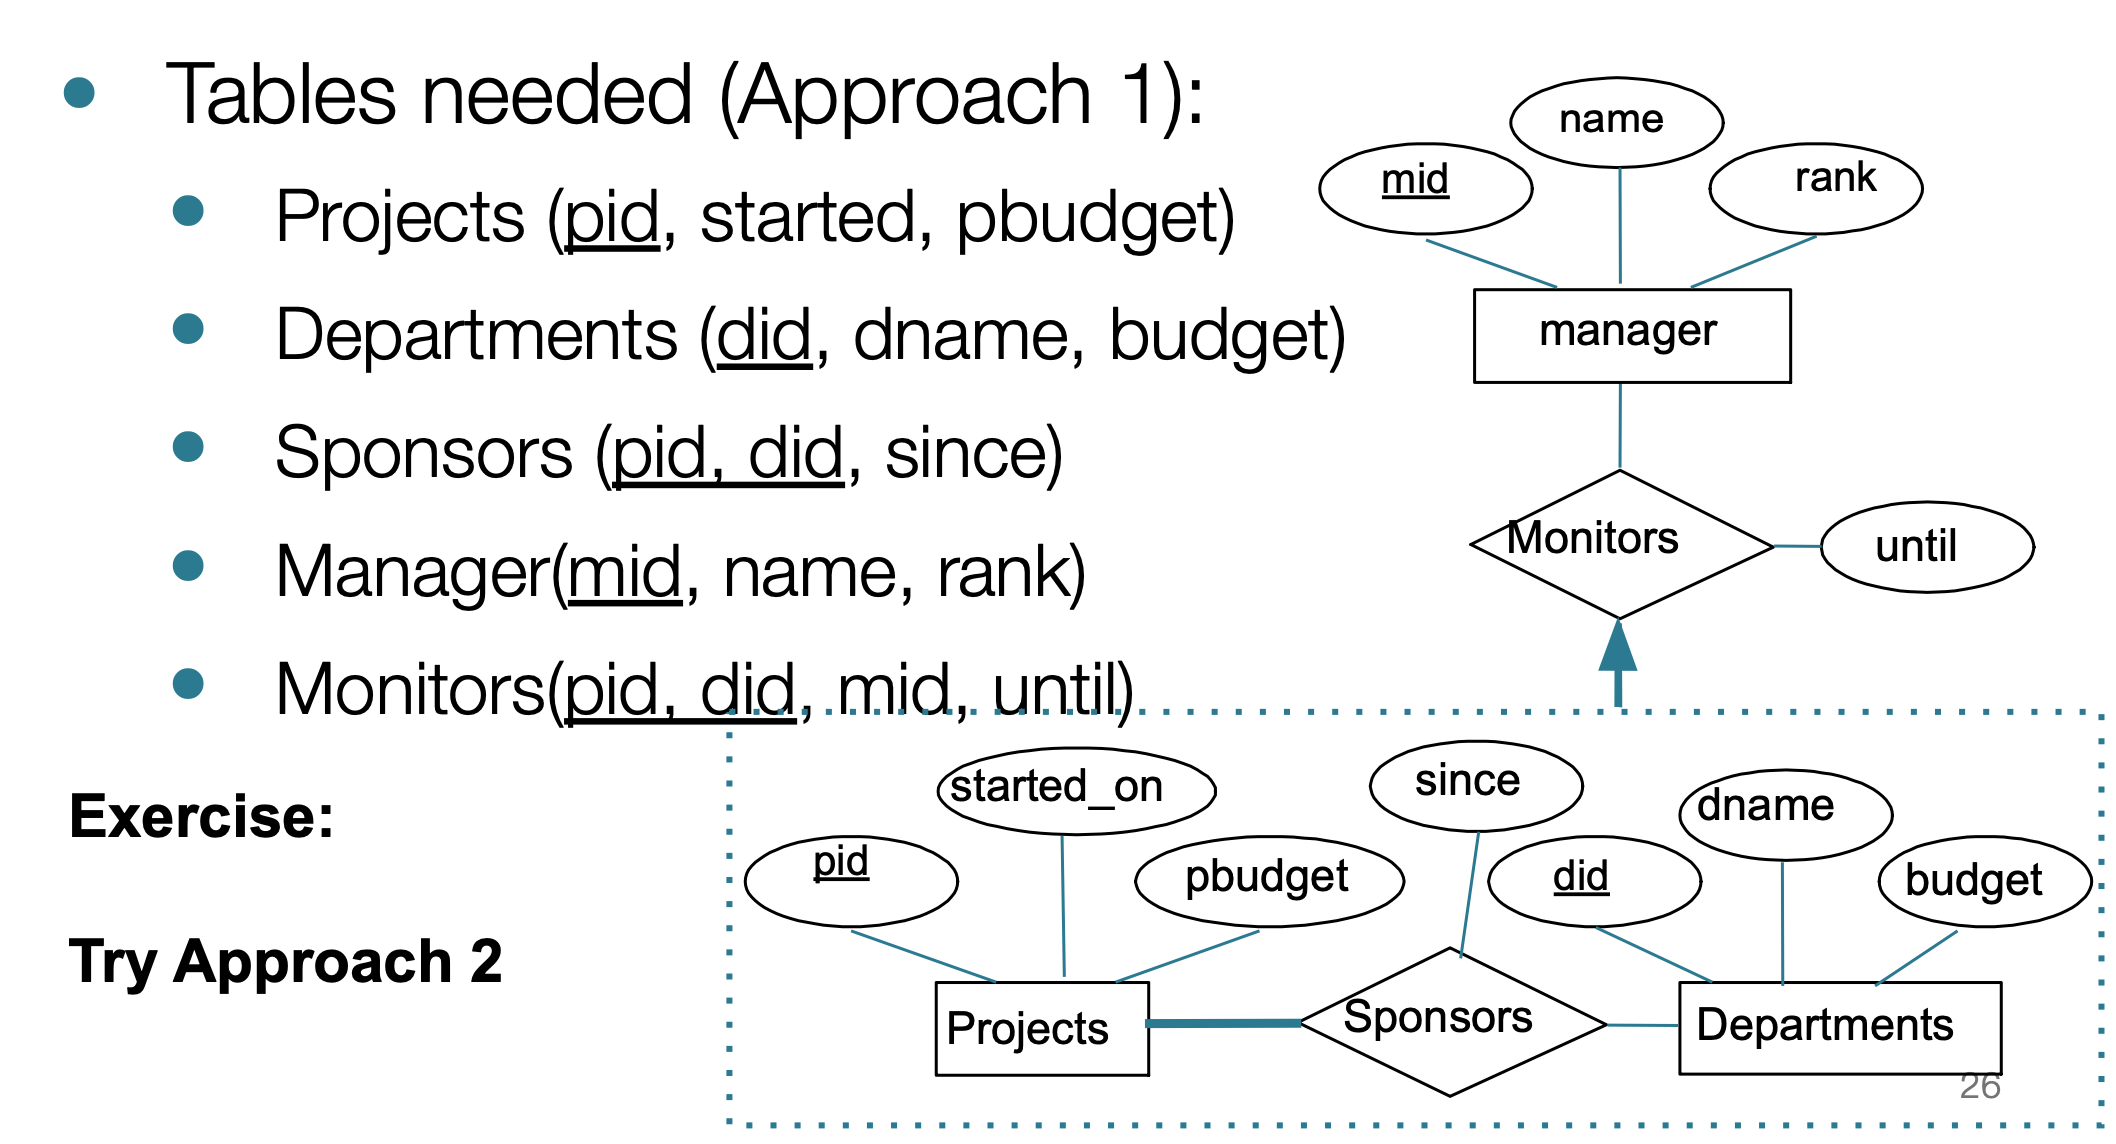 Tables needed (Approach 1):
Projects (pid, started, pbudget)
Departments (did, dname, budget)
Sponsors (pid, did, since)
Manager(mid, name, rank)
Monitors(pid, did, mid, until)
Exercise:
Try Approach 2
name
mid
rank
manager
Monitors
until
started_on
since
dname
pid
pbudget
did
budget
Projects
Sponsors
Departments
26